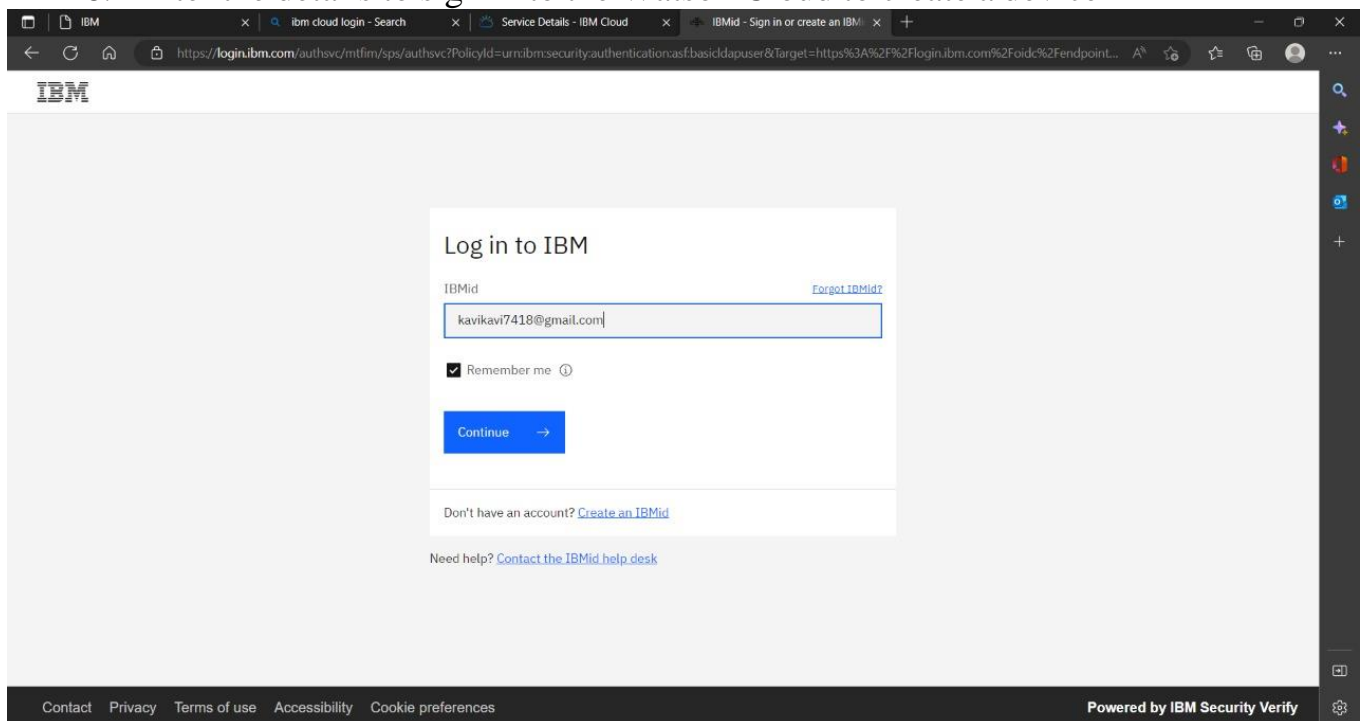 IBM
ibm cloud login - Search
Service Details - IBM Cloud
IBMid - Sign in or create an IBM
https://login.ibm.com/authsvc/mtfim/sps/authsvc?PolicyId=urn:ibm:security:authentication:asf:basicldapuser&Target=https%3A%2F%2Flogin.ibm.com%2Foidc%2Fendpoint...
IBM
Log in to IBM
IBMid Forgot IBMid?
kavikavi7418@gmail.com
Remember me
Continue →
Don't have an account? Create an IBMid
Need help? Contact the IBMid help desk
Contact Privacy Terms of use Accessibility Cookie preferences Powered by IBM Security Verify